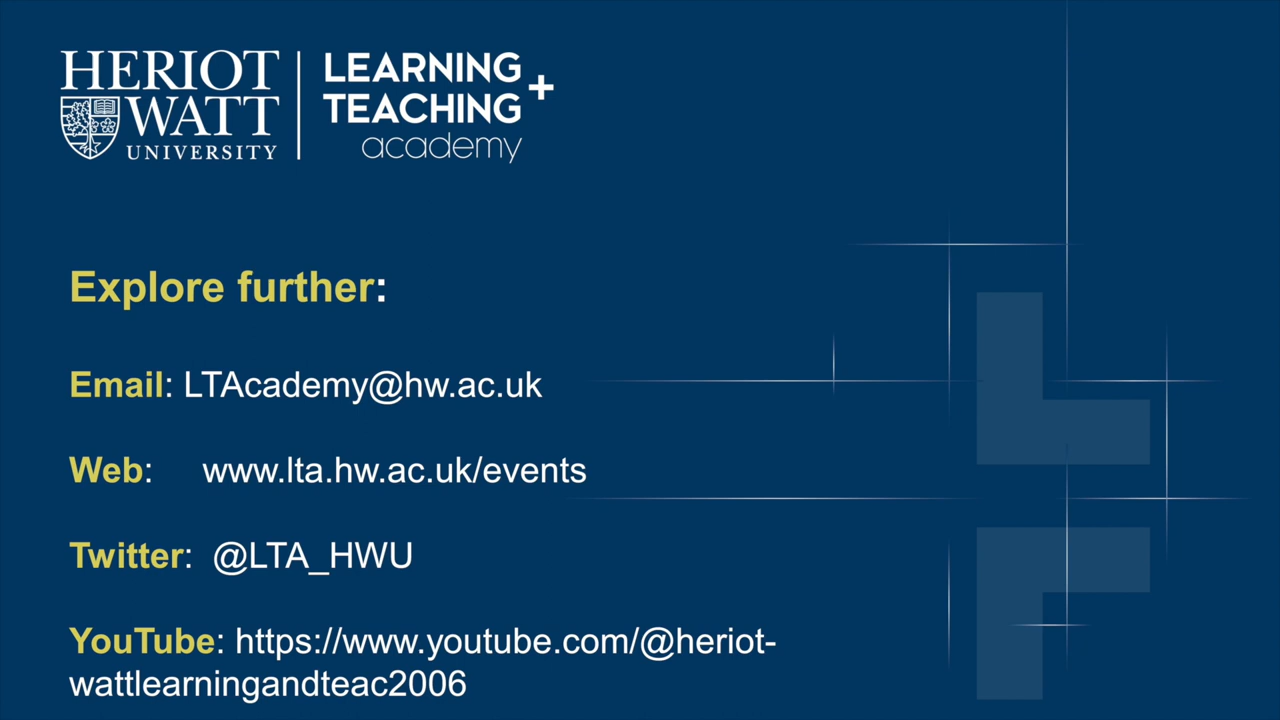 HERIOT
WATT
UNIVERSITY
LEARNING
TEACHING+
academy
Explore further:
Email: LTAcademy@hw.ac.uk
Web: www.lta.hw.ac.uk/events
Twitter: @LTA_HWU
YouTube: https://www.youtube.com/@heriot-
wattlearningandteac2006